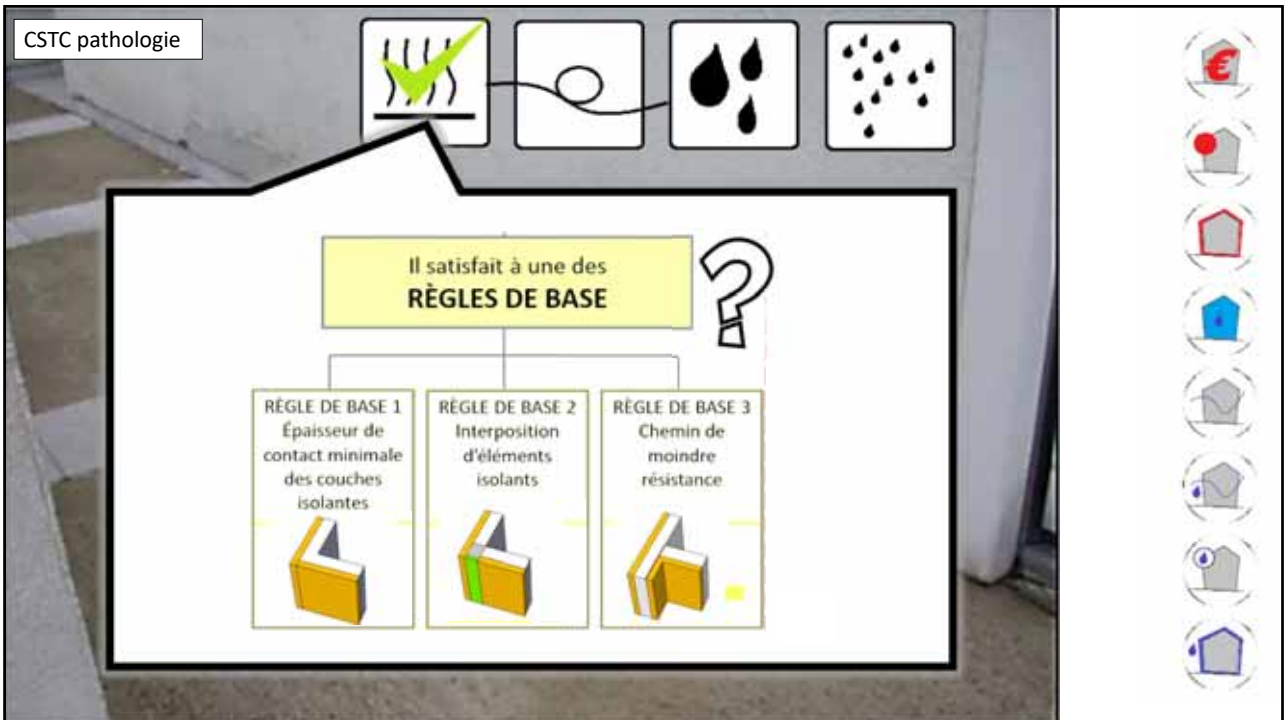 CSTC pathologie
Il satisfait à une des
RÈGLES DE BASE
?
RÈGLE DE BASE 1
Épaisseur de
contact minimale
des couches
isolantes
RÈGLE DE BASE 2
Interposition
d'éléments
isolants
RÈGLE DE BASE 3
Chemin de
moindre
résistance
€